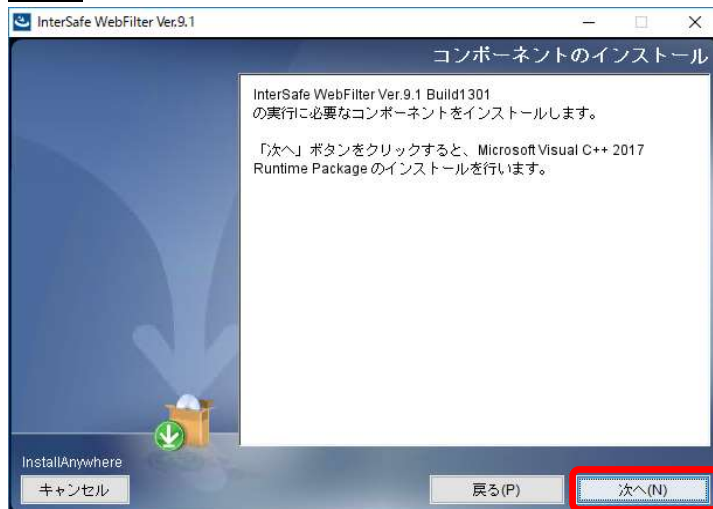 InterSafe WebFilter Ver.9.1
コンポーネントのインストール
InterSafe WebFilter Ver.9.1 Build1301
の実行に必要なコンポーネントをインストールします。
「次へ」ボタンをクリックすると、Microsoft Visual C++ 2017
Runtime Package のインストールを行います。
InstallAnywhere
キャンセル
戻る(P)
次へ(N)